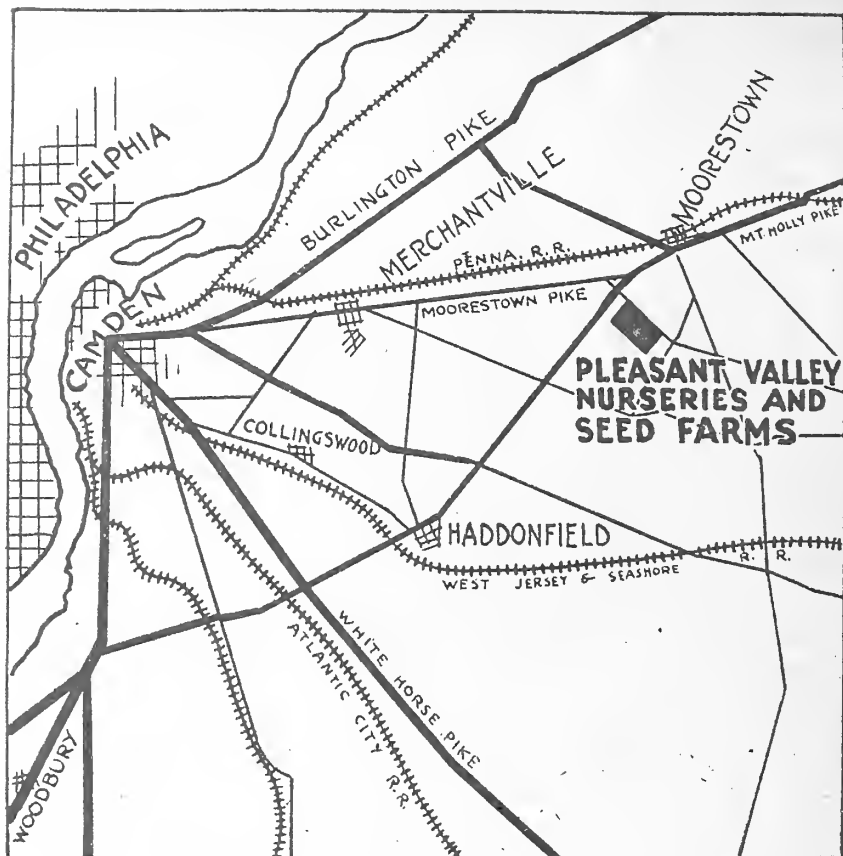 PHILADELPHIA
CAMDEN
BURLINGTON PIKE
MERCHANTVILLE
MOORESTOWN
PENNA. R.R.
MT. HOLLY PIKE
MOORESTOWN PIKE
PLEASANT VALLEY
NURSERIES AND
SEED FARMS
COLLINGSWOOD
HADDONFIELD
WEST JERSEY & SEASHORE R. R.
WHITE HORSE PIKE
ATLANTIC CITY R.R.
WOODBURY